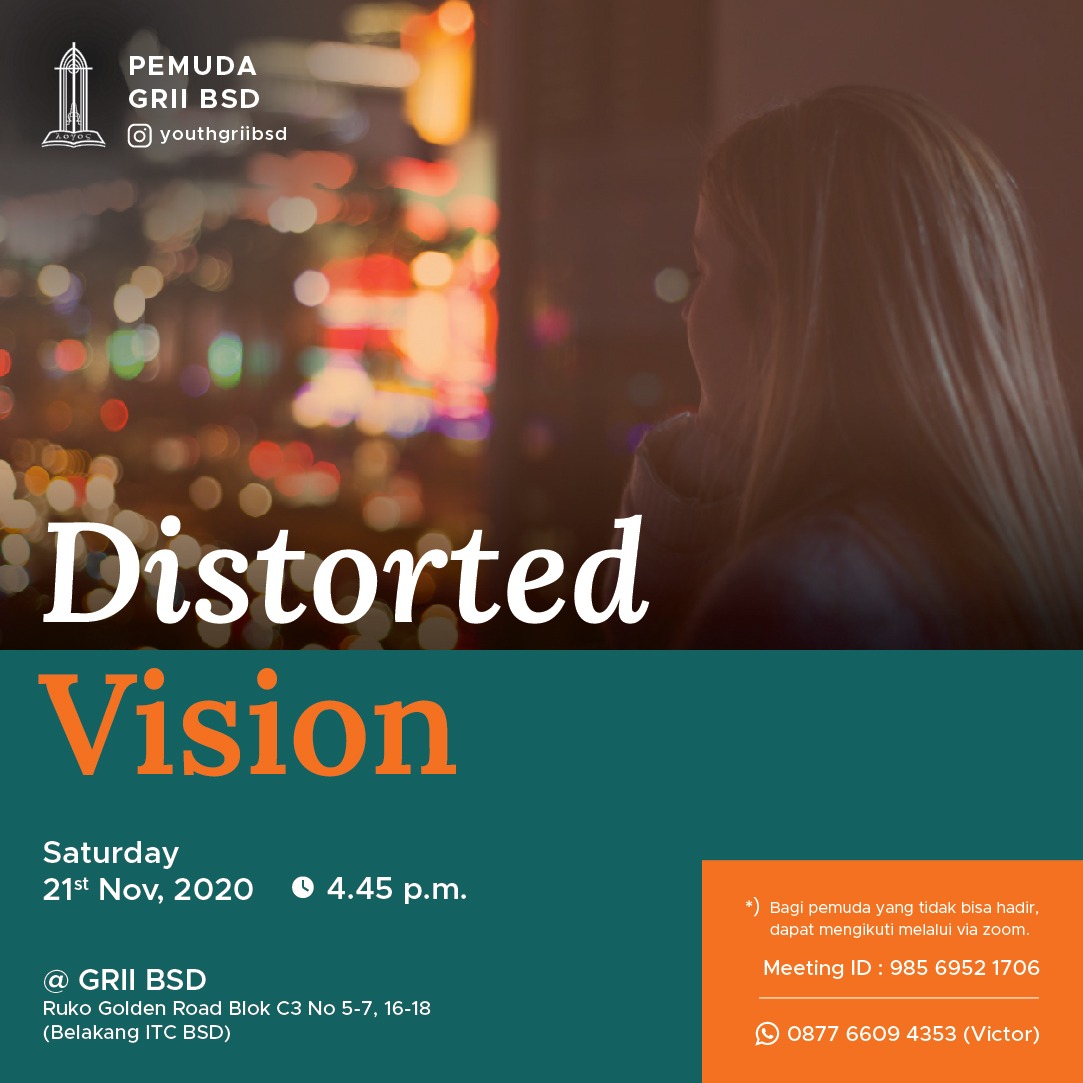 PEMUDA
GRII BSD
youthgriibsd
λογος
Distorted
Vision
Saturday
21st Nov, 2020 4.45 p.m.
@ GRII BSD
Ruko Golden Road Blok C3 No 5-7, 16-18
(Belakang ITC BSD)
*) Bagi pemuda yang tidak bisa hadir,
dapat mengikuti melalui via zoom.
Meeting ID : 985 6952 1706
0877 6609 4353 (Victor)